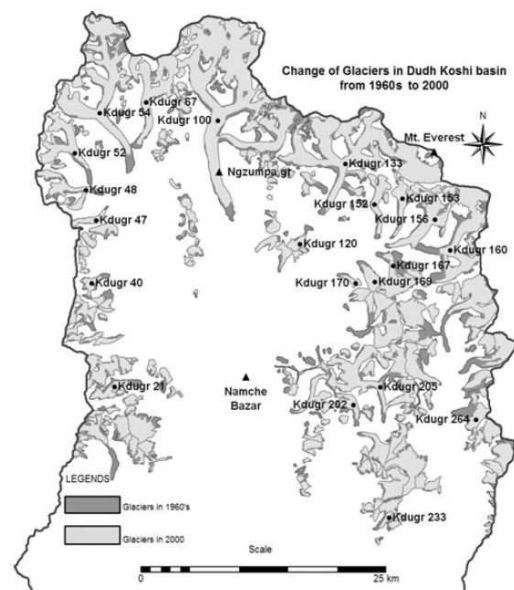 Change of Glaciers in Dudh Koshi basin
from 1960s to 2000
N
Mt. Everest
Kdugr 67
Kdugr 54
Kdugr 100
Kdugr 52
Kdugr 133
Ngzumpa gr
Kdugr 48
Kdugr 152
Kdugr 153
Kdugr 47
Kdugr 156
Kdugr 120
Kdugr 160
Kdugr 167
Kdugr 40
Kdugr 170
Kdugr 169
Kdugr 21
Namche
Bazar
Kdugr 205
Kdugr 202
Kdugr 264
LEGENDS
Glaciers in 1960's
Glaciers in 2000
Kdugr 233
Scale
0
25 km